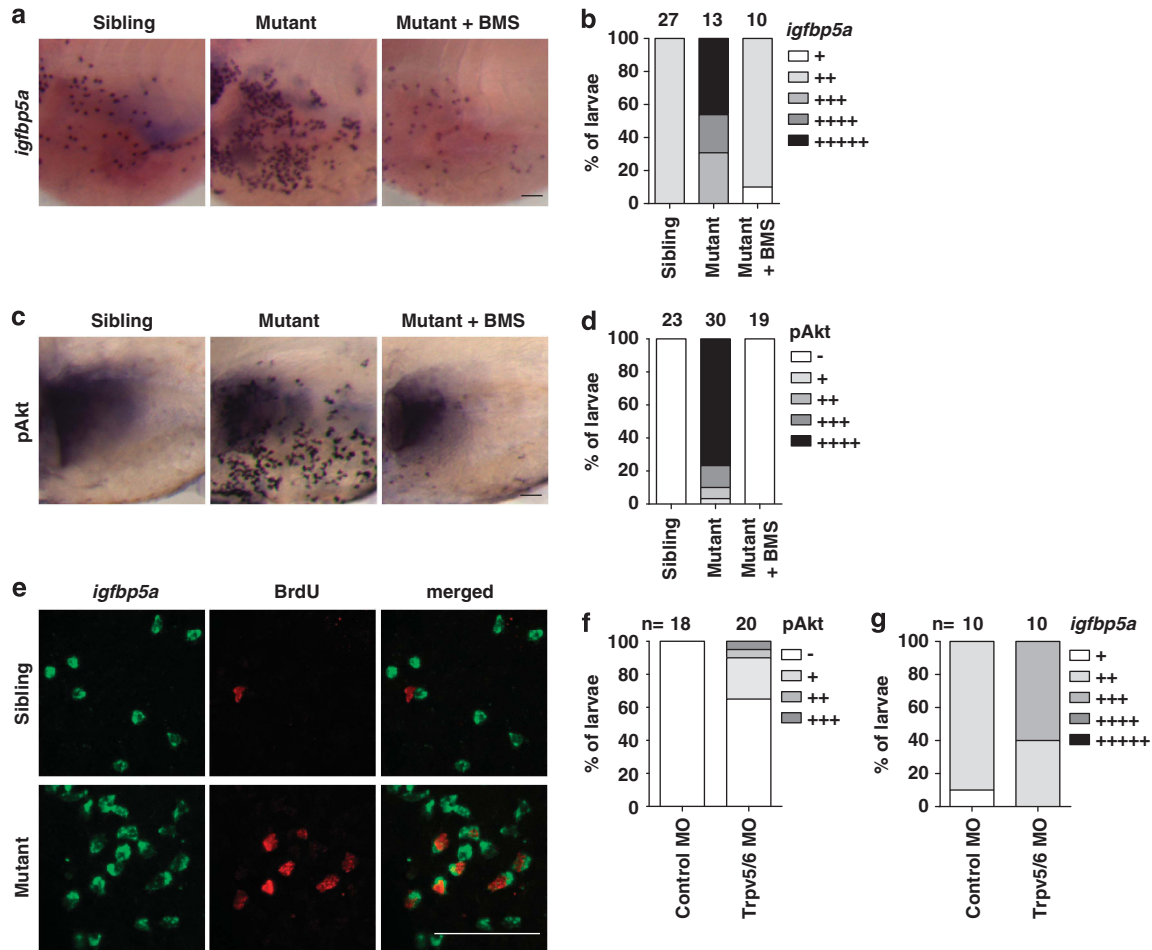 a
Sibling Mutant Mutant + BMS
igfbp5a
b
27 13 10 igfbp5a
100
80
60
40
20
0
% of larvae
+
++
+++
++++
+++++
Sibling
Mutant
Mutant
+ BMS
c
Sibling Mutant Mutant + BMS
pAkt
d
23 30 19 pAkt
100
80
60
40
20
0
% of larvae
-
+
++
+++
++++
Sibling
Mutant
Mutant
+ BMS
e
igfbp5a BrdU merged
Sibling
Mutant
f
n= 18 20 pAkt
100
80
60
40
20
0
% of larvae
-
+
++
+++
Control MO
Trpv5/6 MO
g
n= 10 10 igfbp5a
100
80
60
40
20
0
% of larvae
+
++
+++
++++
+++++
Control MO
Trpv5/6 MO